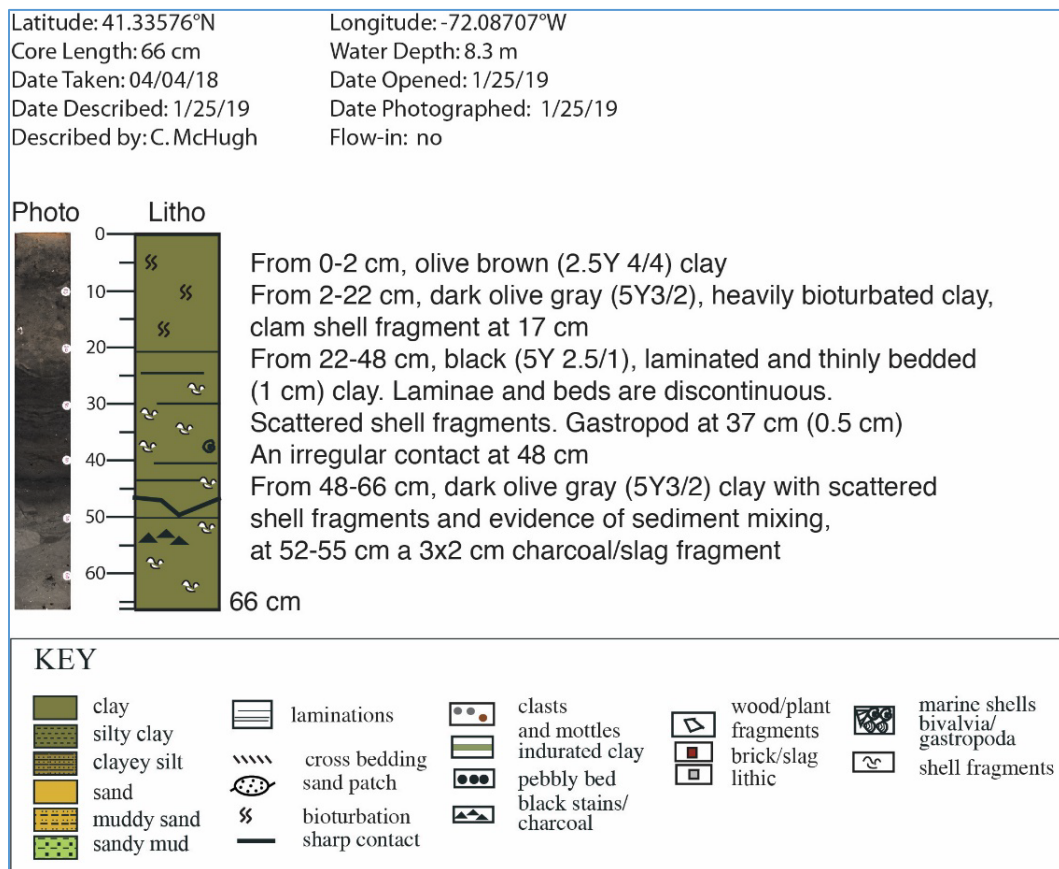 Latitude: 41.33576°N Longitude: -72.08707°W
Core Length: 66 cm Water Depth: 8.3 m
Date Taken: 04/04/18 Date Opened: 1/25/19
Date Described: 1/25/19 Date Photographed: 1/25/19
Described by: C. McHugh Flow-in: no
Photo Litho
0
10
20
30
40
50
60
From 0-2 cm, olive brown (2.5Y 4/4) clay
From 2-22 cm, dark olive gray (5Y3/2), heavily bioturbated clay,
clam shell fragment at 17 cm
From 22-48 cm, black (5Y 2.5/1), laminated and thinly bedded
(1 cm) clay. Laminae and beds are discontinuous.
Scattered shell fragments. Gastropod at 37 cm (0.5 cm)
An irregular contact at 48 cm
From 48-66 cm, dark olive gray (5Y3/2) clay with scattered
shell fragments and evidence of sediment mixing,
at 52-55 cm a 3x2 cm charcoal/slag fragment
66 cm
KEY
clay
silty clay
clayey silt
sand
muddy sand
sandy mud
laminations
cross bedding
sand patch
bioturbation
sharp contact
clasts
and mottles
indurated clay
pebbly bed
black stains/
charcoal
wood/plant
fragments
brick/slag
lithic
marine shells
bivalvia/
gastropoda
shell fragments